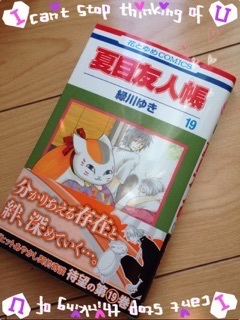 I can't stop thinking of U
花とゆめCOMICS
夏目友人帳
緑川ゆき
19
分かりあえる存在と
絆、深めていく…。
待望の第⑲巻
I can't stop thinking of U